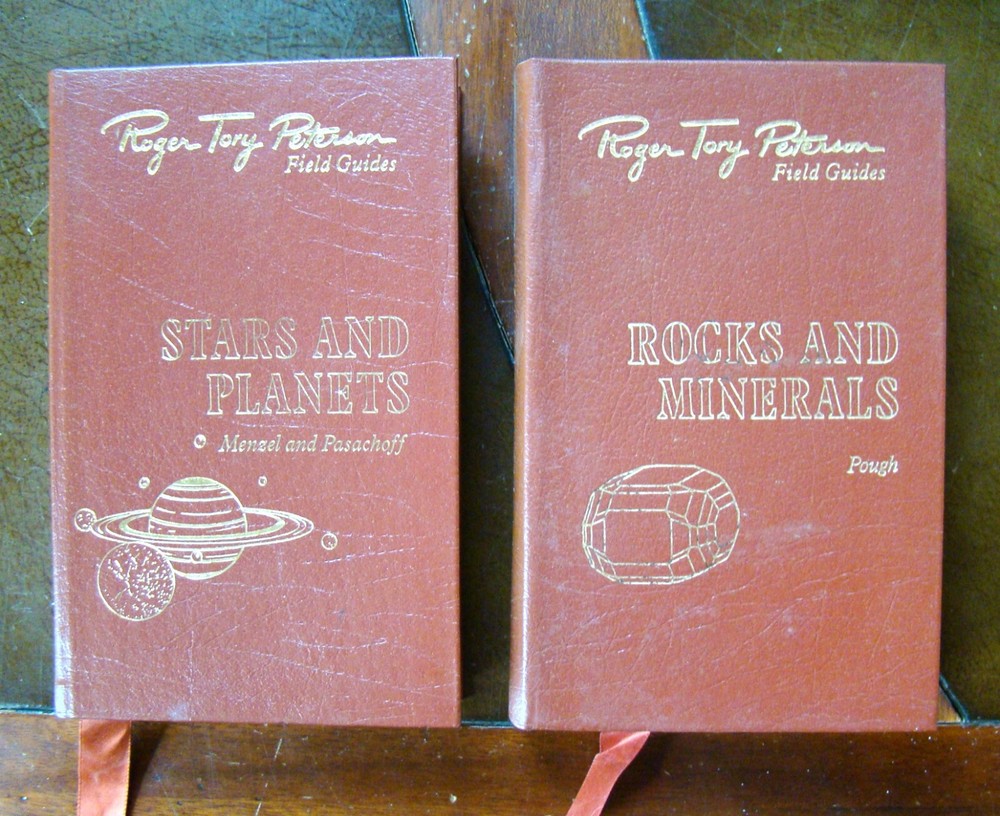 Roger Tory Peterson
Field Guides
STARS AND
PLANETS
Menzel and Pasachoff
Roger Tory Peterson
Field Guides
ROCKS AND
MINERALS
Pough